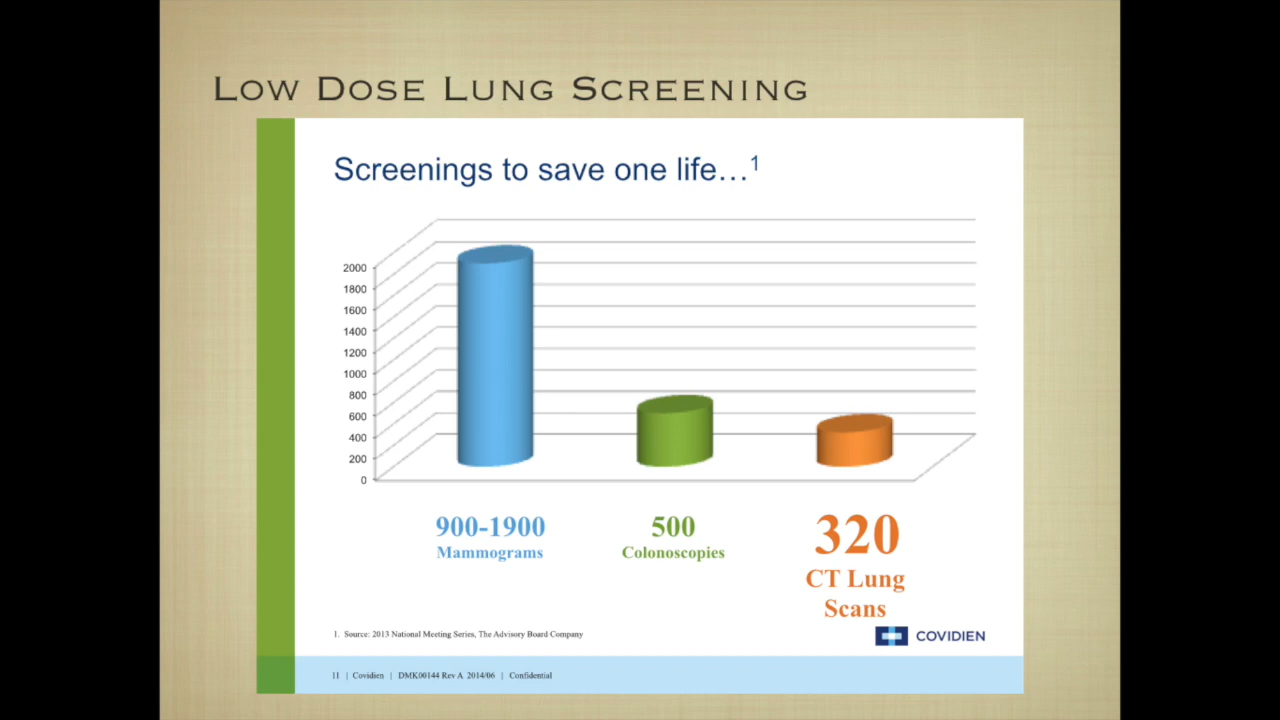 Low Dose Lung Screening
Screenings to save one life…¹
2000
1800
1600
1400
1200
1000
800
600
400
200
0
900-1900
Mammograms
500
Colonoscopies
320
CT Lung
Scans
1. Source: 2013 National Meeting Series, The Advisory Board Company
COVIDIEN
11 | Covidien | DMK00144 Rev A 2014/06 | Confidential